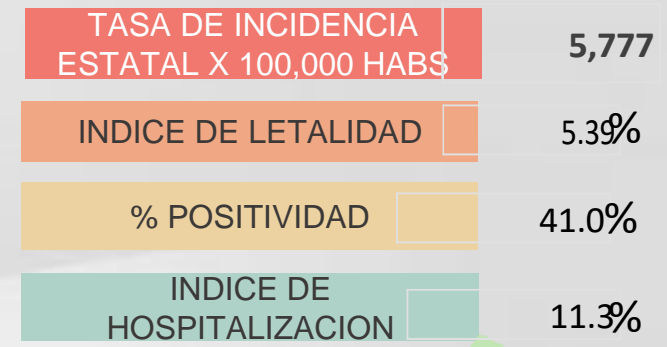 TASA DE INCIDENCIA
ESTATAL X 100,000 HABS
5,777
INDICE DE LETALIDAD
5.39%
% POSITIVIDAD
41.0%
INDICE DE
HOSPITALIZACION
11.3%